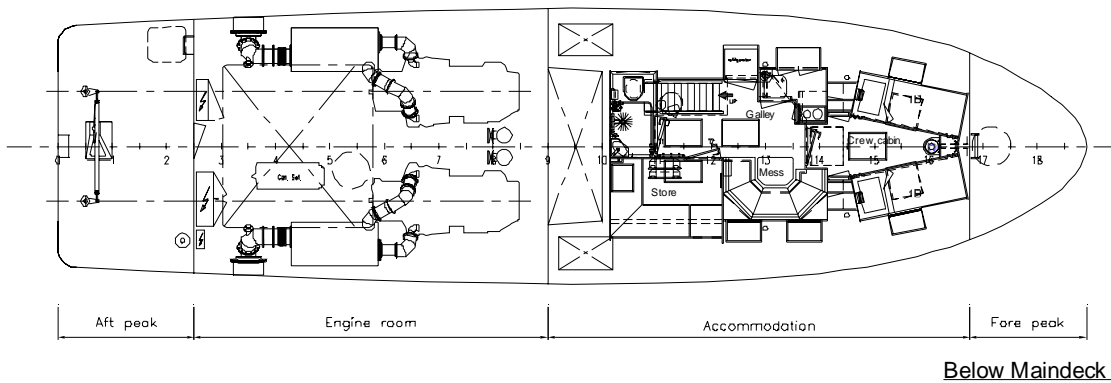 UP
Galley
0 1 2 3 4 5 6 7 8 9 10 12 13 14 15 16 17 18
Crew cabin
Gen. Set
Mess
Store
Aft peak
Engine room
Accommodation
Fore peak
Below Maindeck